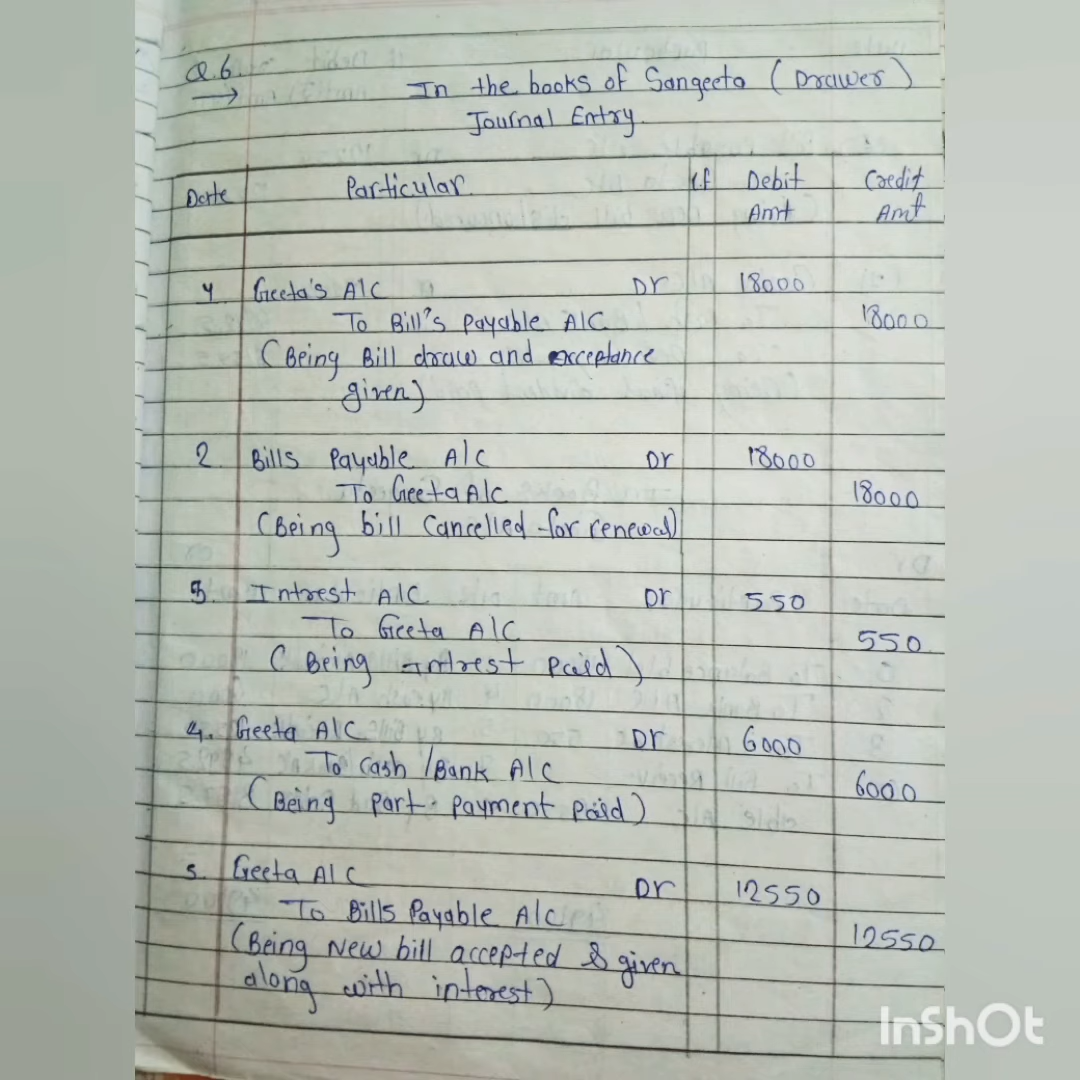 Q.6.
In the books of Sangeeta (Drawer)
Journal Entry.
Date Particular. l.f Debit Amt Credit Amt
1. Geeta's A/C Dr 18000
To Bill's Payable A/C 18000
(Being Bill draw and acceptance
given)
2 Bills Payable A/C Dr 18000
To Geeta A/C 18000
(Being bill Cancelled for renewal)
3. Intrest A/C Dr 550
To Geeta A/C 550
(Being intrest Paid)
4. Geeta A/C Dr 6000
To Cash /Bank A/C 6000
(Being part payment paid)
5. Geeta A/C Dr 12550
To Bills Payable A/C 12550
(Being New bill accepted & given
along with interest)
InShOt